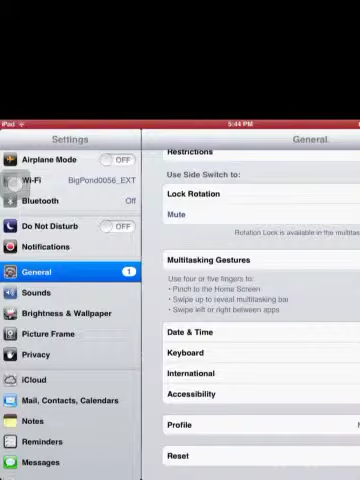 iPad
5:44 PM
Settings
General
Airplane Mode
OFF
Wi-Fi
BigPond0056_EXT
Bluetooth
Off
Do Not Disturb
OFF
Notifications
General
1
Sounds
Brightness & Wallpaper
Picture Frame
Privacy
iCloud
Mail, Contacts, Calendars
Notes
Reminders
Messages
Restrictions
Use Side Switch to:
Lock Rotation
Mute
Rotation Lock is available in the multitas
Multitasking Gestures
Use four or five fingers to:
• Pinch to the Home Screen
• Swipe up to reveal multitasking bar
• Swipe left or right between apps
Date & Time
Keyboard
International
Accessibility
Profile
Reset